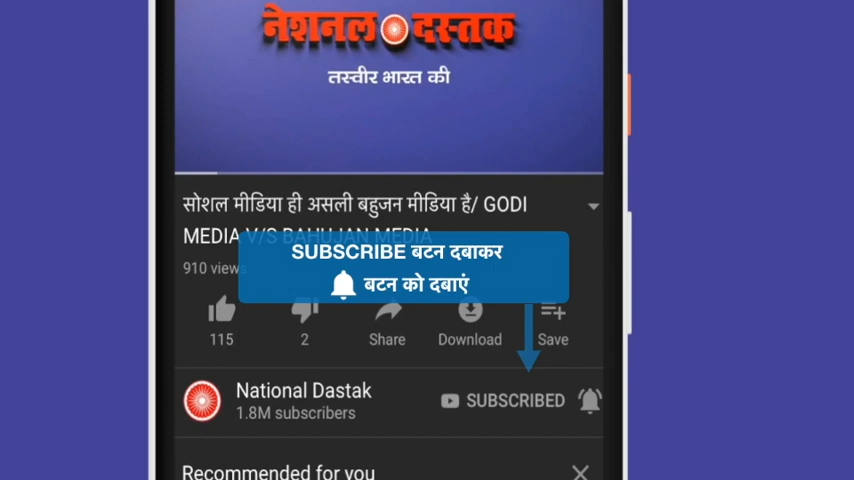 नेशनल दस्तक
तस्वीर भारत की
सोशल मीडिया ही असली बहुजन मीडिया है/ GODI
MEDIA V/S BAHUJAN MEDIA
910 views
SUBSCRIBE बटन दबाकर
बटन को दबाएं
115
2
Share
Download
Save
National Dastak
1.8M subscribers
SUBSCRIBED
Recommended for you